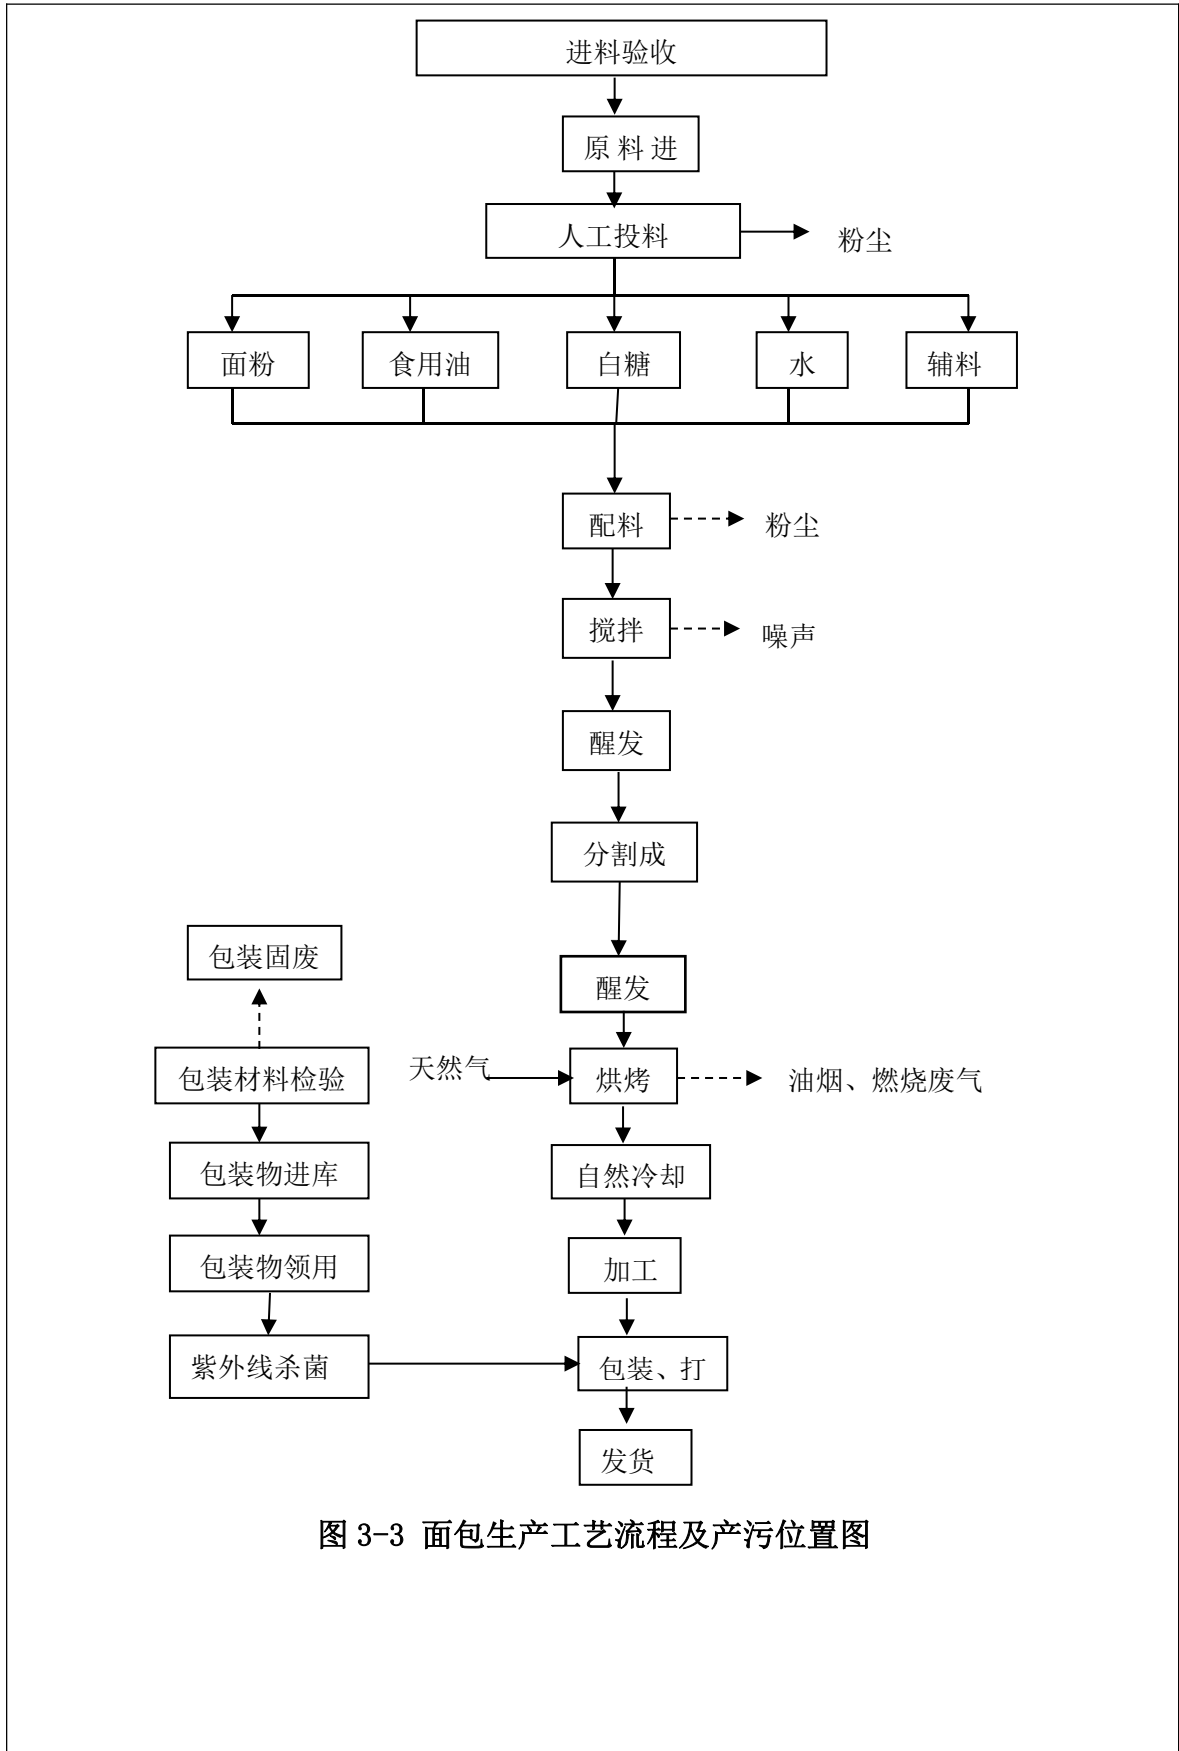 进料验收
原 料 进
人工投料
粉尘
面粉
食用油
白糖
水
辅料
配料
粉尘
搅拌
噪声
醒发
分割成
包装固废
醒发
包装材料检验
天然气
烘烤
油烟、燃烧废气
包装物进库
自然冷却
包装物领用
加工
紫外线杀菌
包装、打
发货
图 3-3 面包生产工艺流程及产污位置图